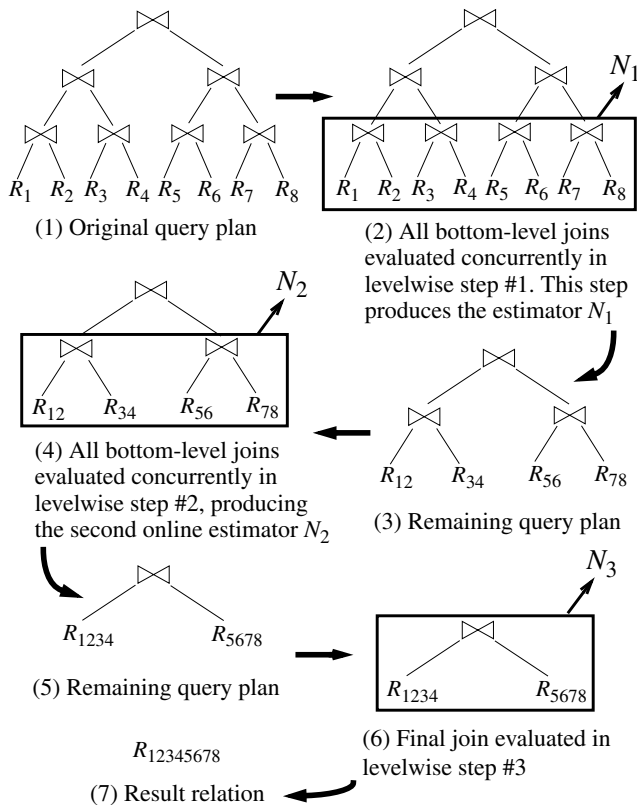 R1 R2 R3 R4 R5 R6 R7 R8
(1) Original query plan
N1
R1 R2 R3 R4 R5 R6 R7 R8
(2) All bottom-level joins
evaluated concurrently in
levelwise step #1. This step
produces the estimator N1
R12 R34 R56 R78
(3) Remaining query plan
N2
R12 R34 R56 R78
(4) All bottom-level joins
evaluated concurrently in
levelwise step #2, producing
the second online estimator N2
R1234 R5678
(5) Remaining query plan
N3
R1234 R5678
(6) Final join evaluated in
levelwise step #3
R12345678
(7) Result relation